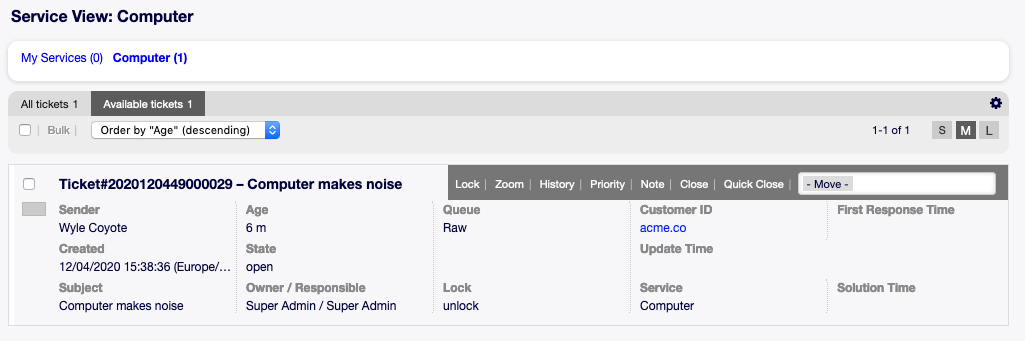 Service View: Computer
My Services (0) Computer (1)
All tickets 1 Available tickets 1
Bulk Order by "Age" (descending) 1-1 of 1 S M L
Ticket#2020120449000029 – Computer makes noise Lock Zoom History Priority Note Close Quick Close - Move -
Sender Age Queue Customer ID First Response Time
Wyle Coyote 6 m Raw acme.co
Created State Update Time
12/04/2020 15:38:36 (Europe/… open
Subject Owner / Responsible Lock Service Solution Time
Computer makes noise Super Admin / Super Admin unlock Computer